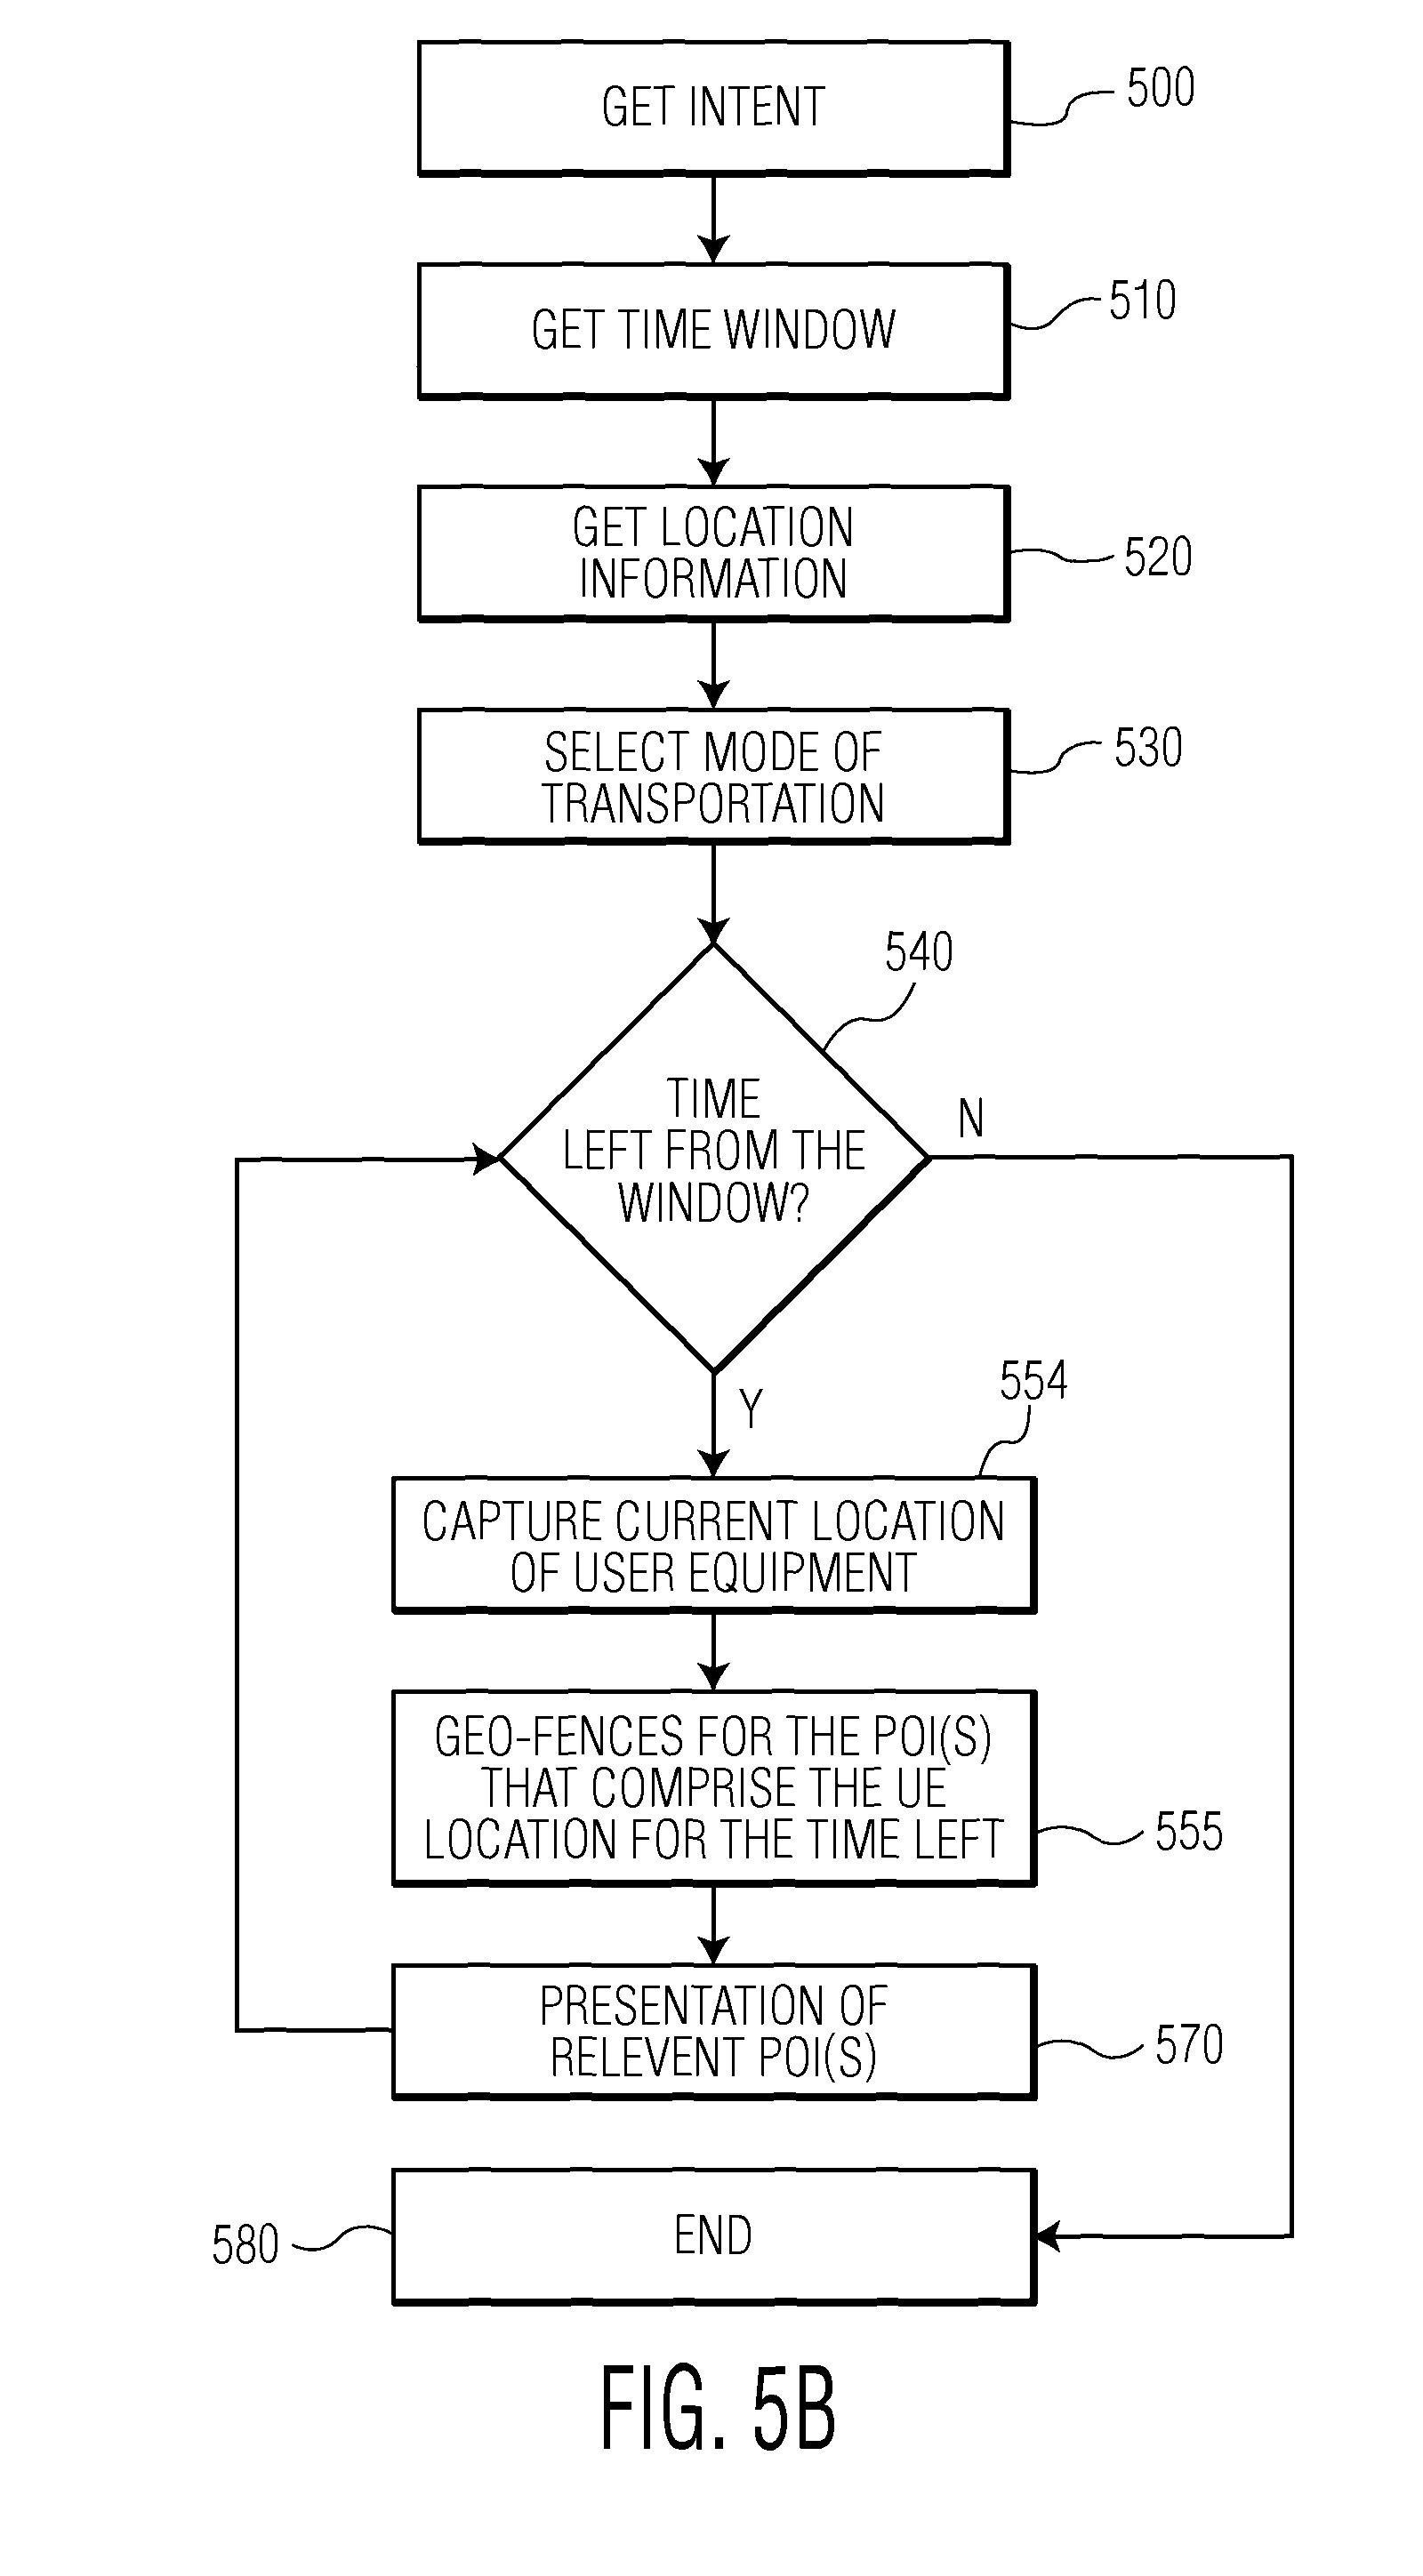 GET INTENT
500
GET TIME WINDOW
510
GET LOCATION
INFORMATION
520
SELECT MODE OF
TRANSPORTATION
530
540
TIME
LEFT FROM THE
WINDOW?
N
Y
554
CAPTURE CURRENT LOCATION
OF USER EQUIPMENT
GEO-FENCES FOR THE POI(S)
THAT COMPRISE THE UE
LOCATION FOR THE TIME LEFT
555
PRESENTATION OF
RELEVENT POI(S)
570
END
580
FIG. 5B